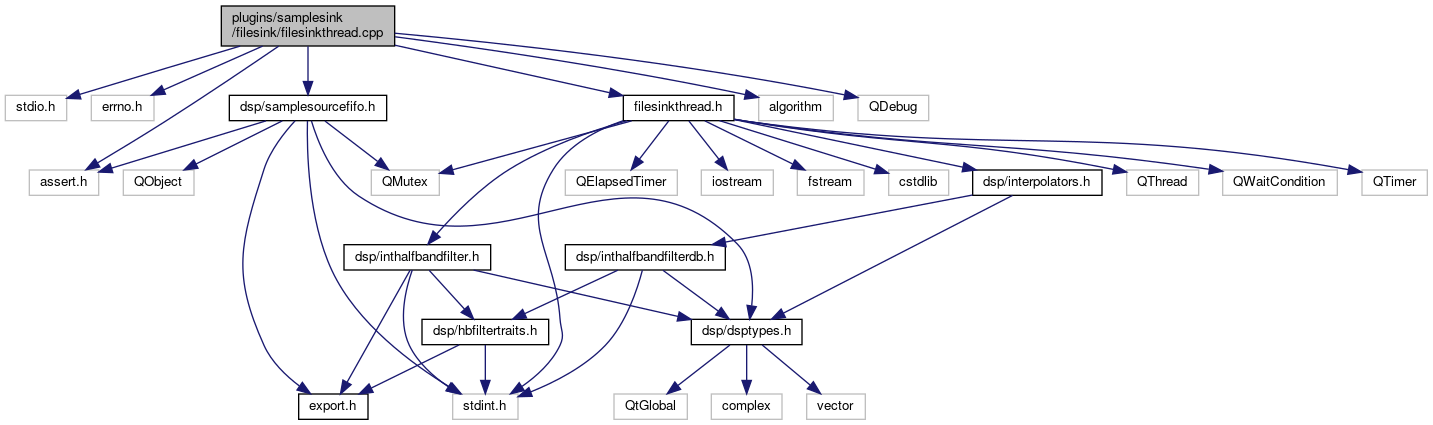 plugins/samplesink
/filesink/filesinkthread.cpp
stdio.h
errno.h
dsp/samplesourcefifo.h
filesinkthread.h
algorithm
QDebug
assert.h
QObject
QMutex
QElapsedTimer
iostream
fstream
cstdlib
dsp/interpolators.h
QThread
QWaitCondition
QTimer
dsp/inthalfbandfilter.h
dsp/inthalfbandfilterdb.h
dsp/hbfiltertraits.h
dsp/dsptypes.h
export.h
stdint.h
QtGlobal
complex
vector